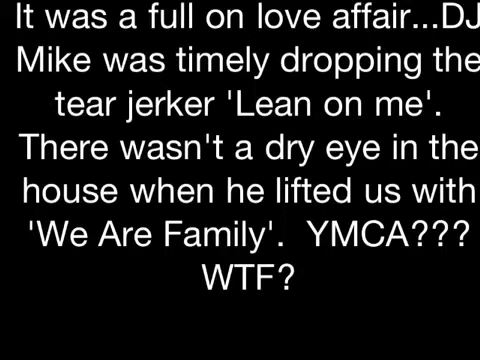 It was a full on love affair...DJ
Mike was timely dropping the
tear jerker 'Lean on me'.
There wasn't a dry eye in the
house when he lifted us with
'We Are Family'.  YMCA???
WTF?